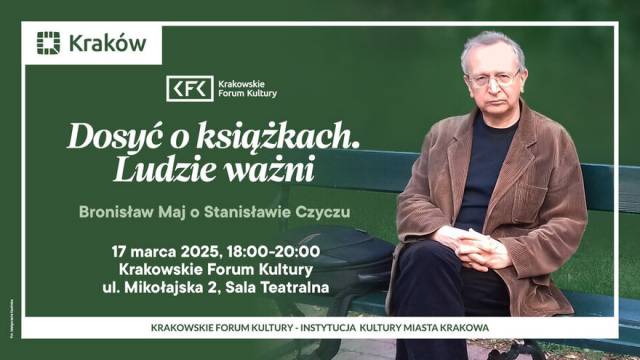 Kraków
KFK
Krakowskie
Forum Kultury
Dosyć o książkach.
Ludzie ważni
Bronisław Maj o Stanisławie Czyczu
17 marca 2025, 18:00-20:00
Krakowskie Forum Kultury
ul. Mikołajska 2, Sala Teatralna
KRAKOWSKIE FORUM KULTURY - INSTYTUCJA KULTURY MIASTA KRAKOWA